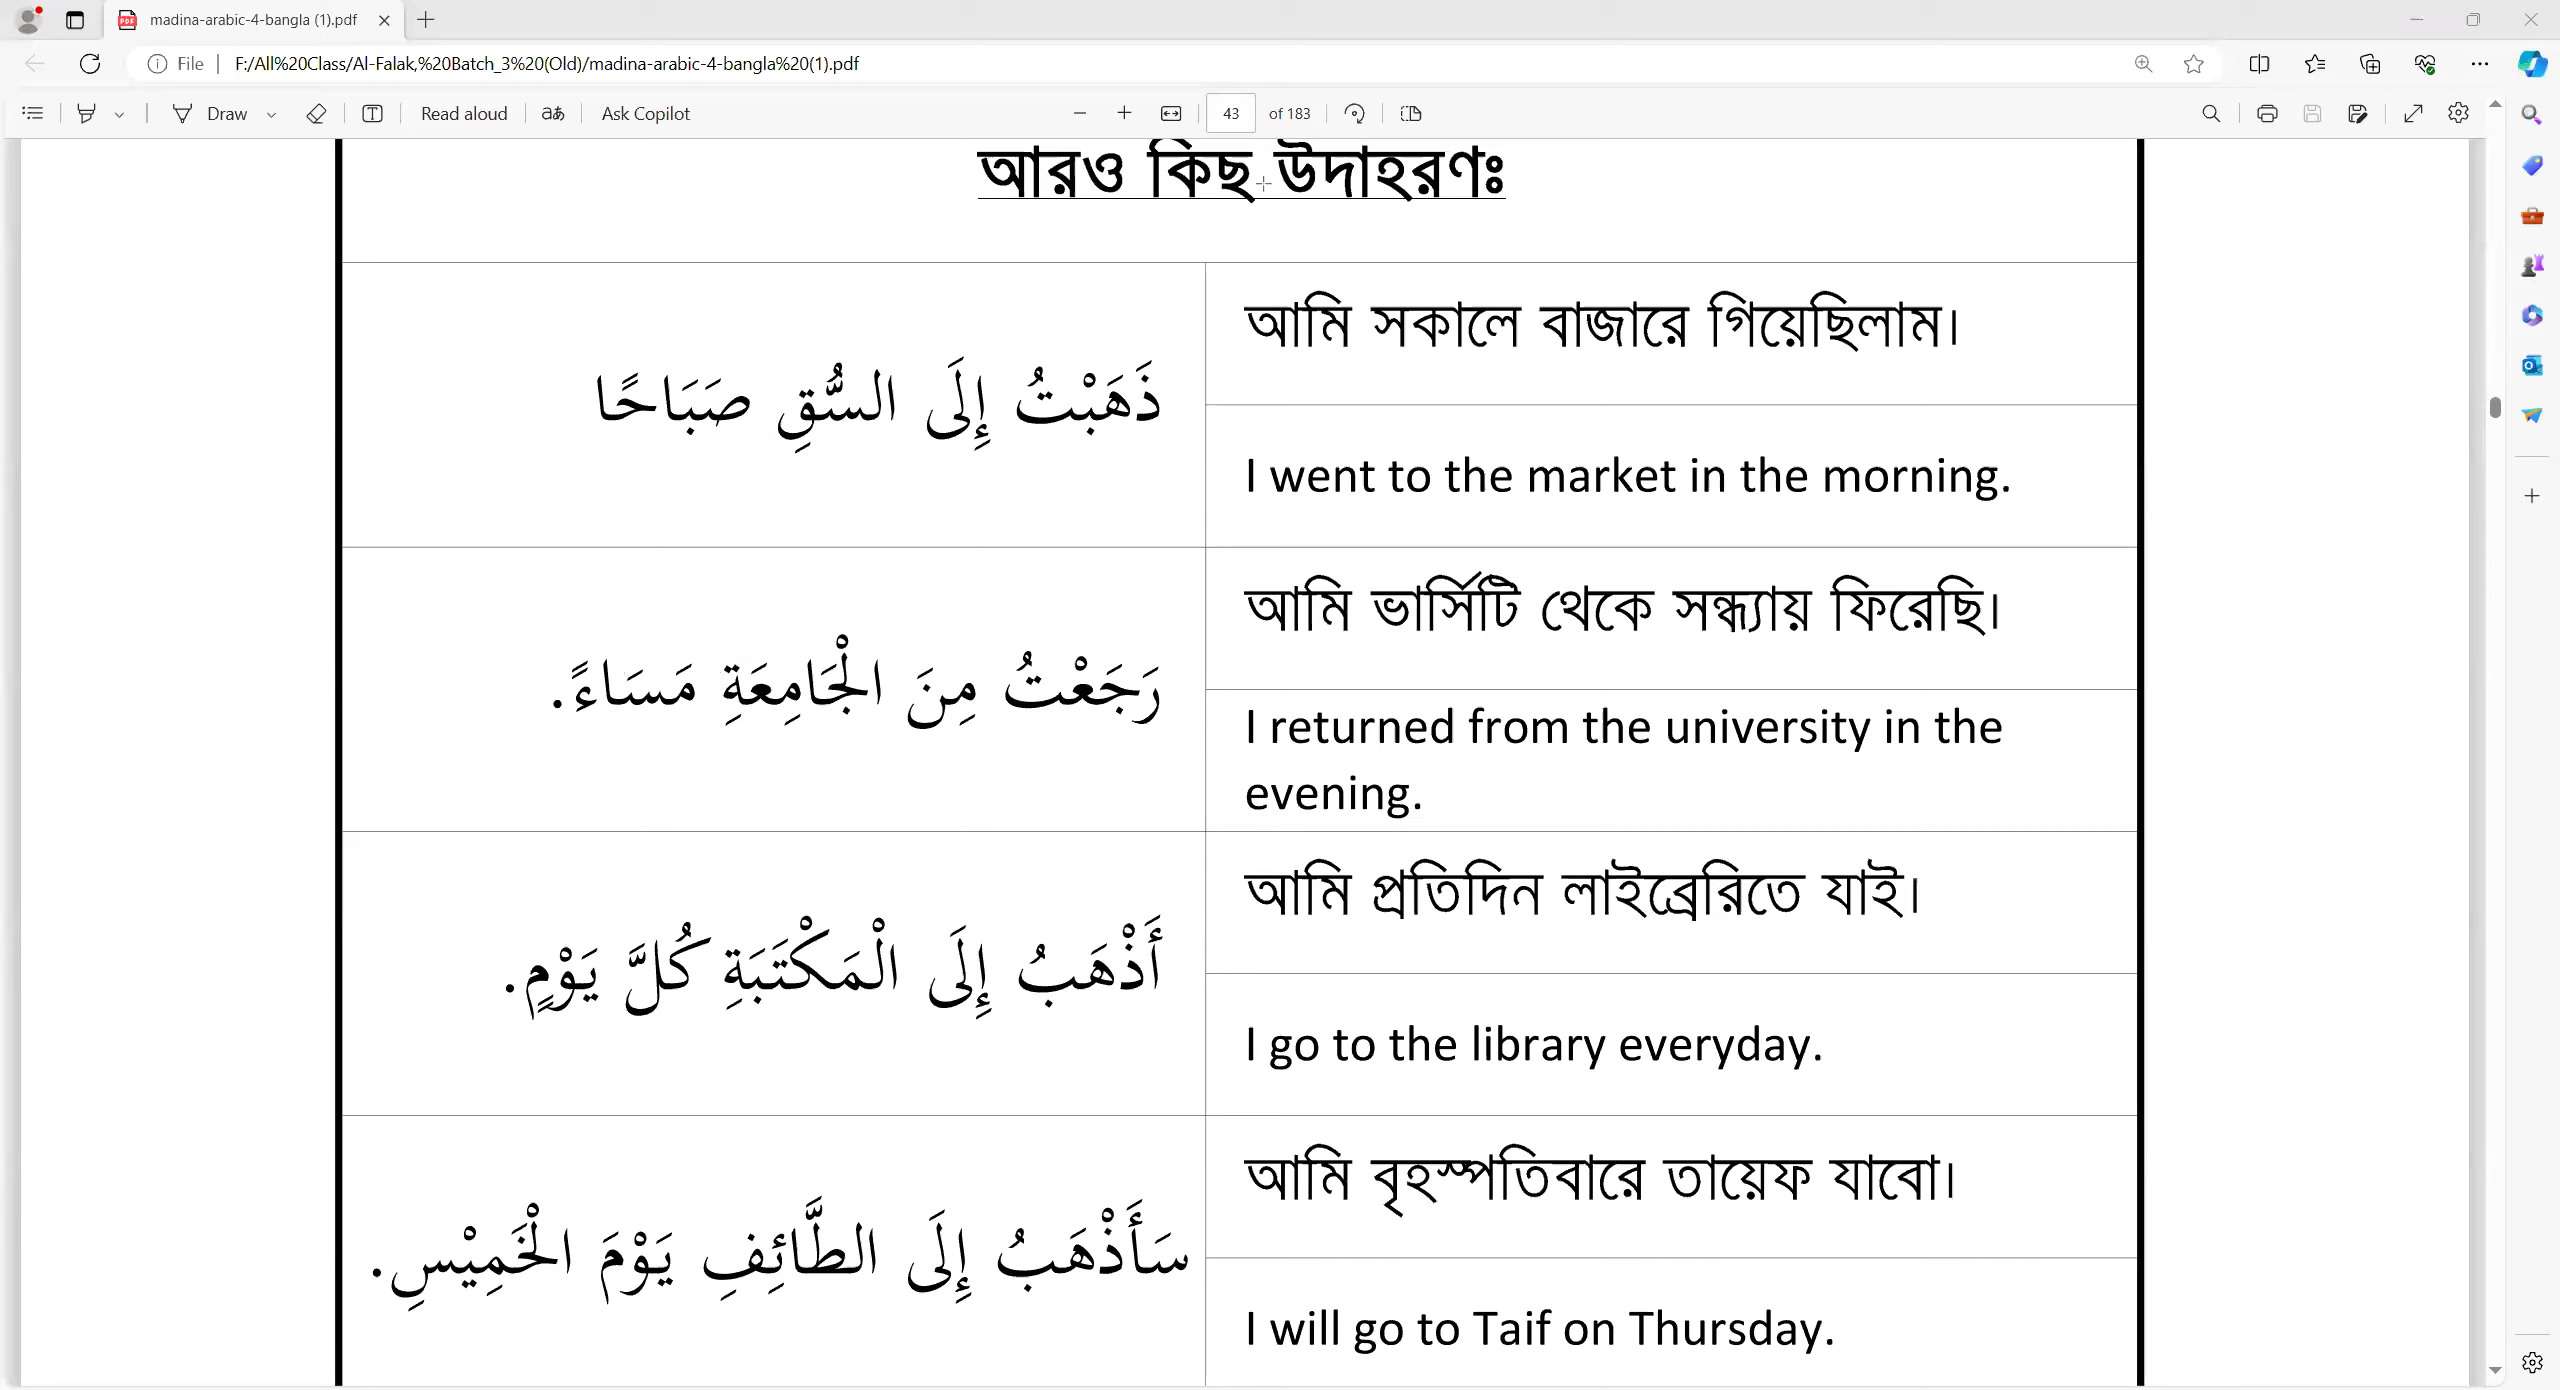 madina-arabic-4-bangla (1).pdf
File
F:/All%20Class/Al-Falak,%20Batch_3%20(Old)/madina-arabic-4-bangla%20(1).pdf
Draw
Read aloud
aあ
Ask Copilot
43 of 183
আরও কিছ উদাহরণঃ
ذَهَبْتُ إِلَى السُّقِ صَبَاحًا
আমি সকালে বাজারে গিয়েছিলাম।
I went to the market in the morning.
رَجَعْتُ مِنَ الْجَامِعَةِ مَسَاءً.
আমি ভার্সিটি থেকে সন্ধ্যায় ফিরেছি।
I returned from the university in the
evening.
أَذْهَبُ إِلَى الْمَكْتَبَةِ كُلَّ يَوْمٍ.
আমি প্রতিদিন লাইব্রেরিতে যাই।
I go to the library everyday.
سَأَذْهَبُ إِلَى الطَّائِفِ يَوْمَ الْخَمِيْسِ.
আমি বৃহস্পতিবারে তায়েফ যাবো।
I will go to Taif on Thursday.